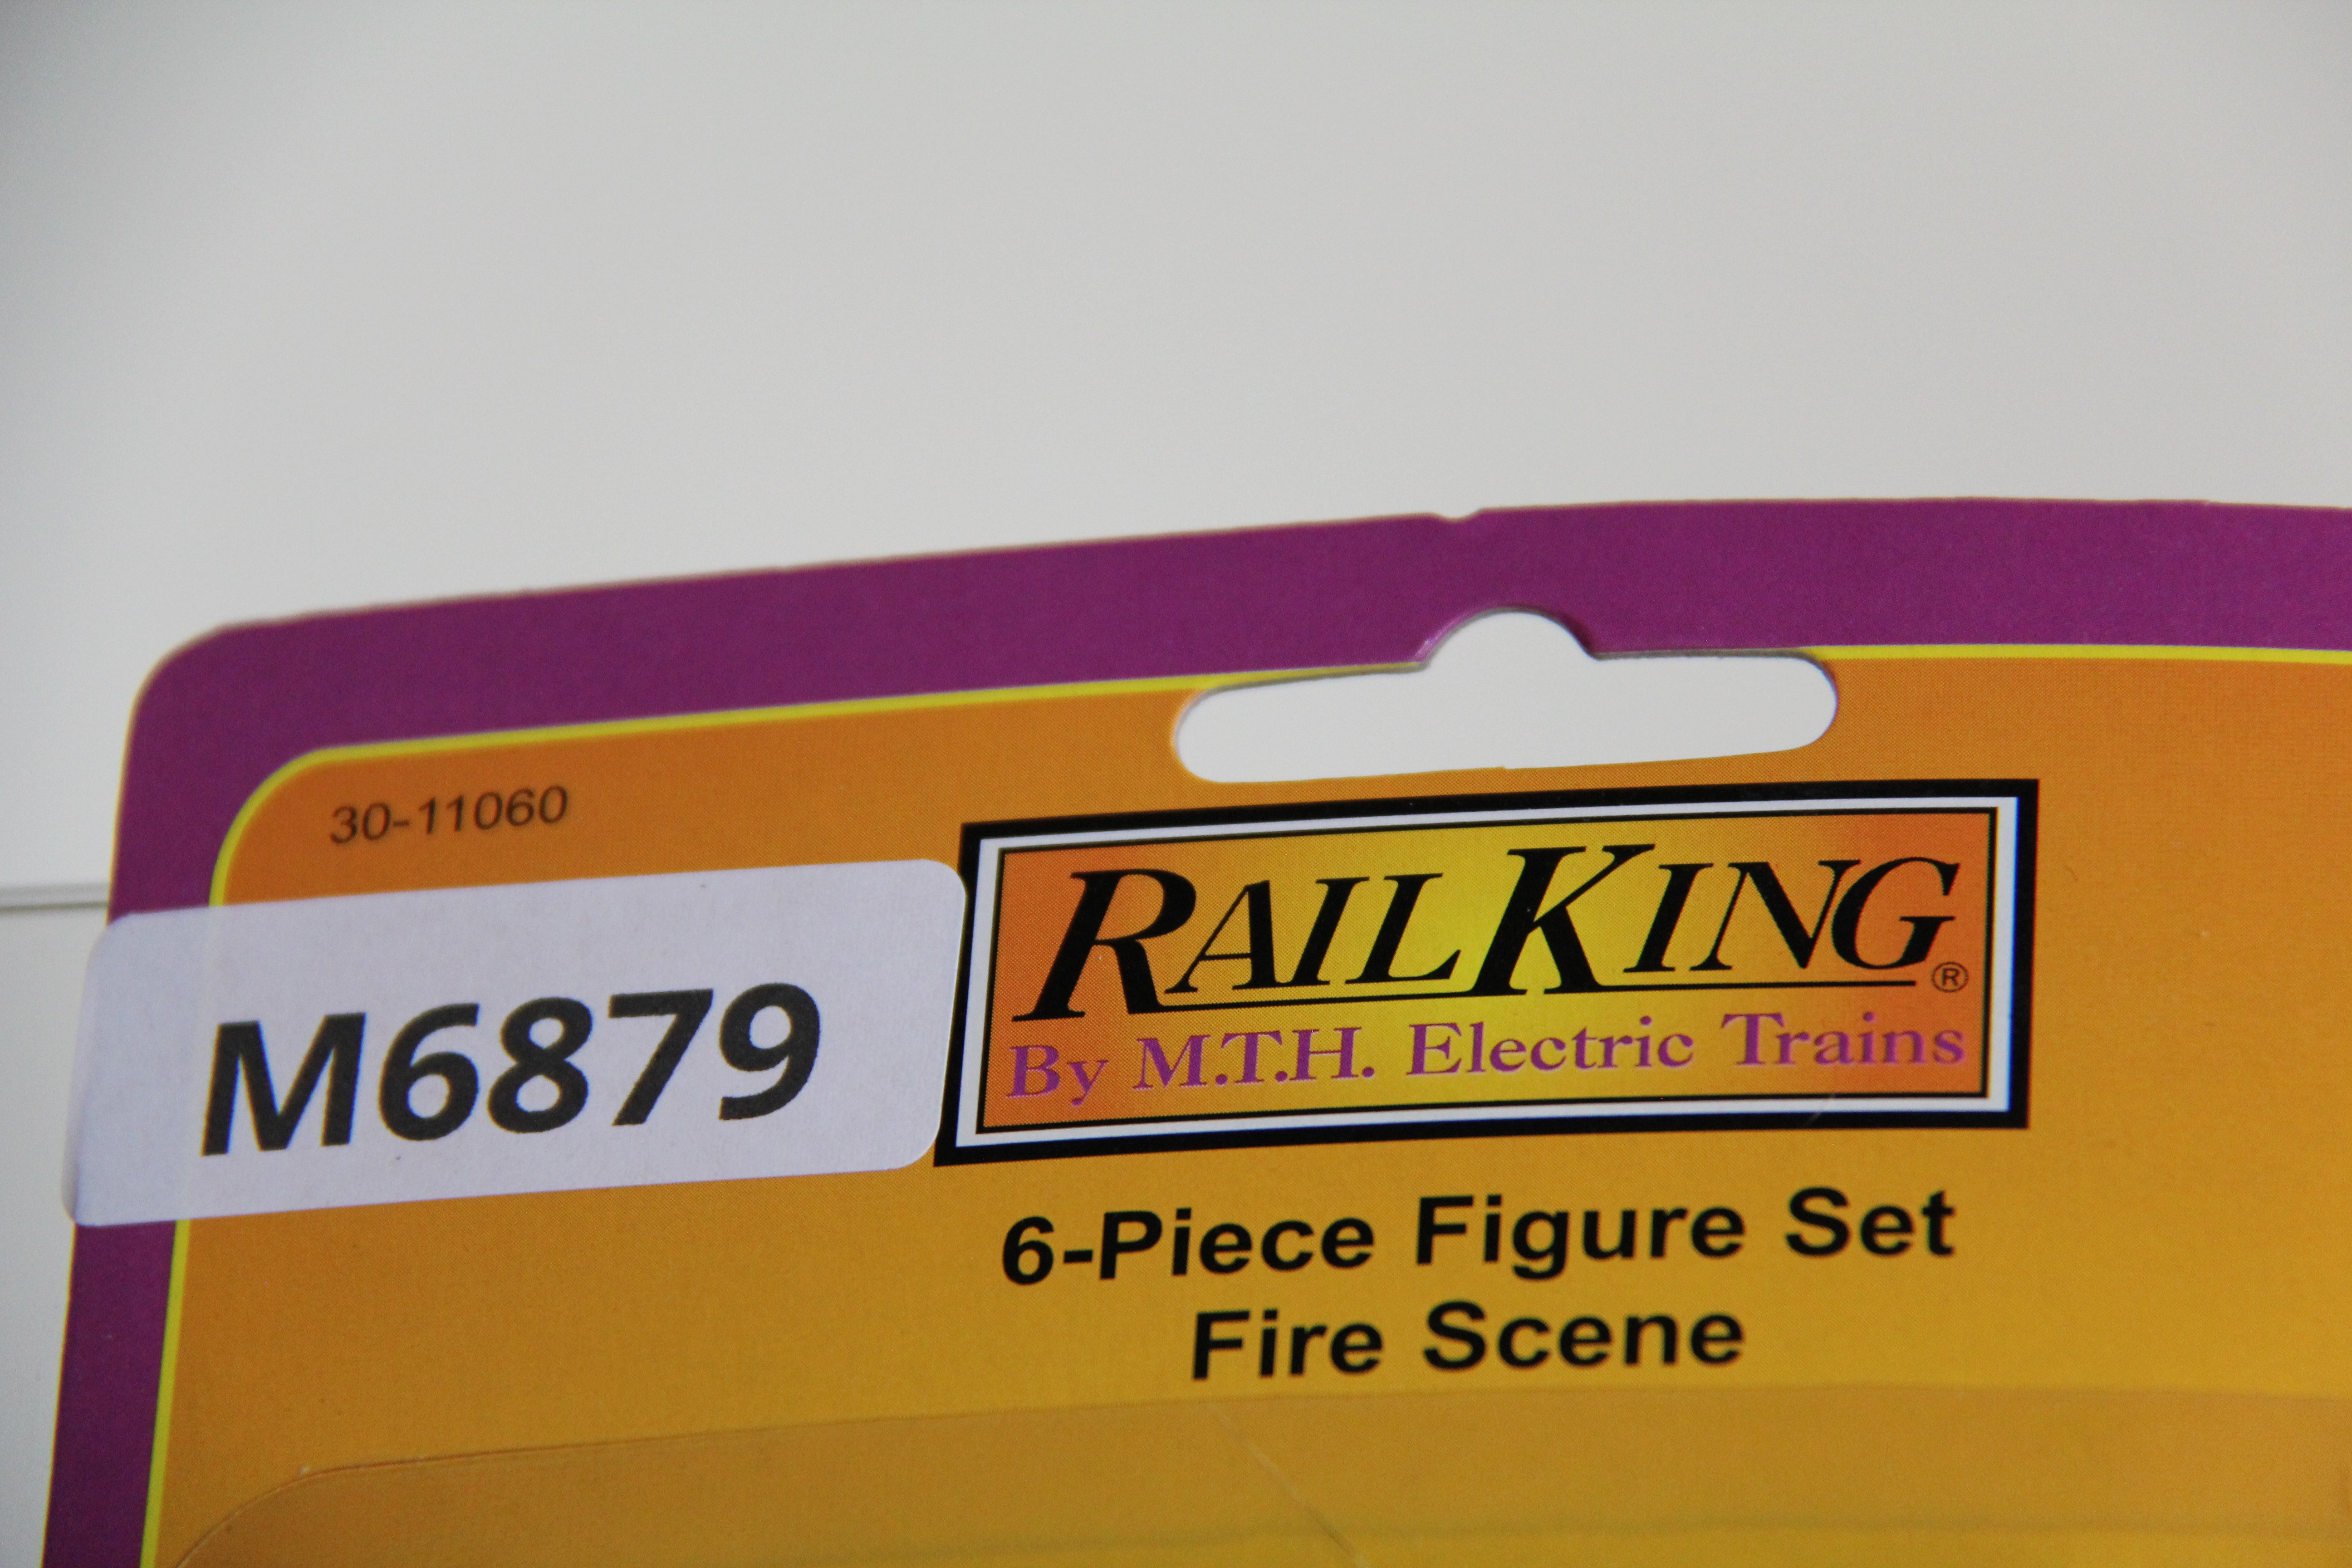 30-11060
M6879
RAILKING®
By M.T.H. Electric Trains
6-Piece Figure Set
Fire Scene